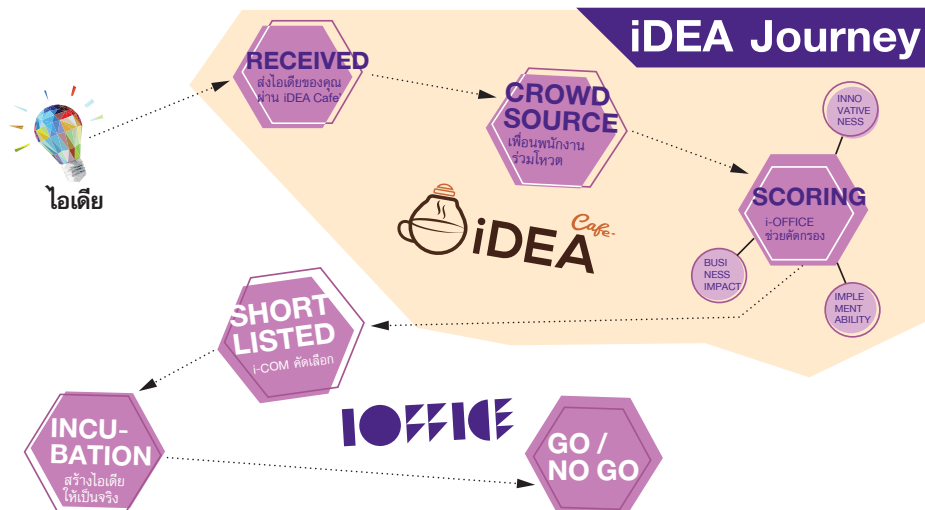 iDEA Journey
ไอเดีย
RECEIVED
ส่งไอเดียของคุณ
ผ่าน iDEA Cafe'
CROWD
SOURCE
เพื่อนพนักงาน
ร่วมโหวต
INNO
VATIVE
NESS
SCORING
i-OFFICE
ช่วยคัดกรอง
BUSI
NESS
IMPACT
IMPLE
MENT
ABILITY
iDEA
Cafe
SHORT
LISTED
i-COM คัดเลือก
IOFFICE
INCU-
BATION
สร้างไอเดีย
ให้เป็นจริง
GO /
NO GO